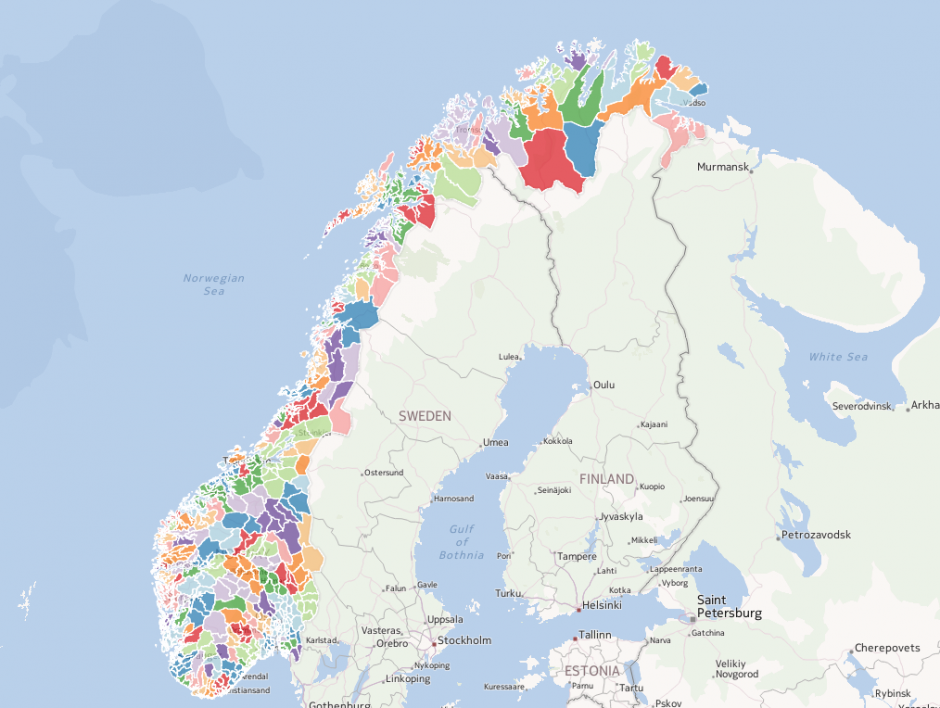 Vadsø
Murmansk
Norwegian
Sea
White Sea
Lulea
Oulu
Severodvinsk
Arkha
SWEDEN
Kajaani
Umea
Kokkola
Ostersund
Vaasa
FINLAND
Kuopio
Seinäjoki
Joensuu
Harnosand
Jyvaskyla
Gulf
of
Bothnia
Petrozavodsk
Mikkeli
Pori
Tampere
Lappeenranta
Lahti
Vyborg
Falun
Gavle
Kotka
Turku
Helsinki
Saint
Petersburg
Uppsala
Vasteras
Tallinn
Gatchina
Karlstad
Orebro
Stockholm
Narva
Cherepovets
Nykoping
ESTONIA
Velikiy
Novgorod
Linkoping
Kuressaare
Parnu
Tartu
Rybinsk
Gothenburg
Pskov